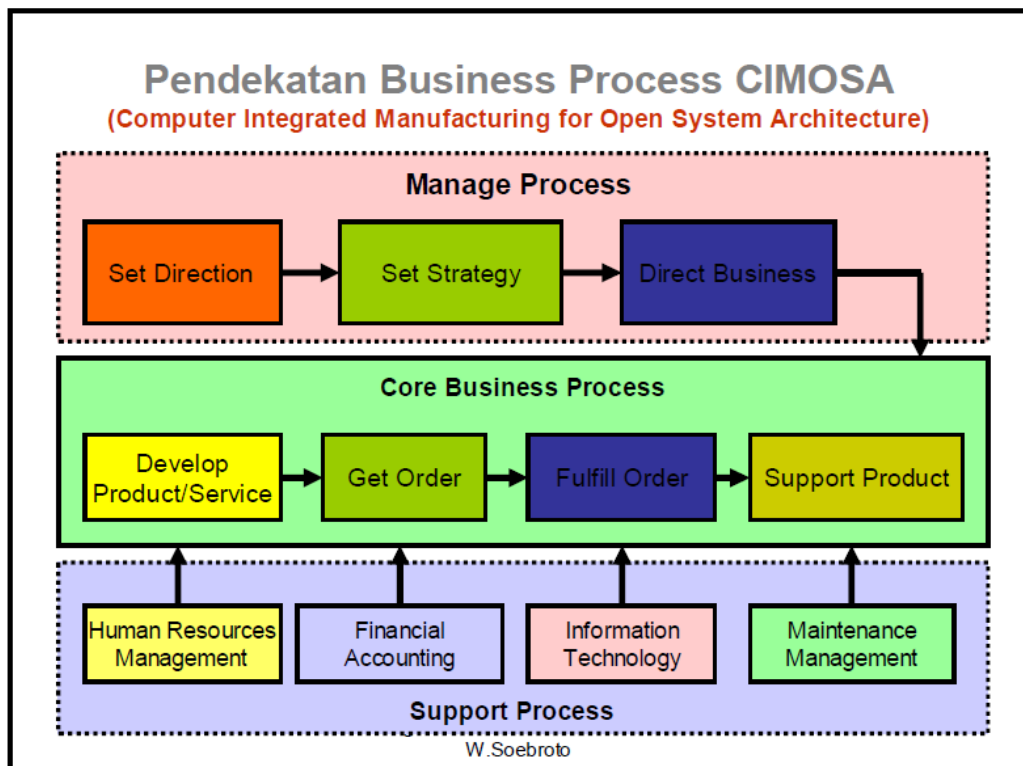 Pendekatan Business Process CIMOSA
(Computer Integrated Manufacturing for Open System Architecture)
Manage Process
Set Direction
Set Strategy
Direct Business
Core Business Process
Develop
Product/Service
Get Order
Fulfill Order
Support Product
Human Resources
Management
Financial
Accounting
Information
Technology
Maintenance
Management
Support Process
W.Soebroto